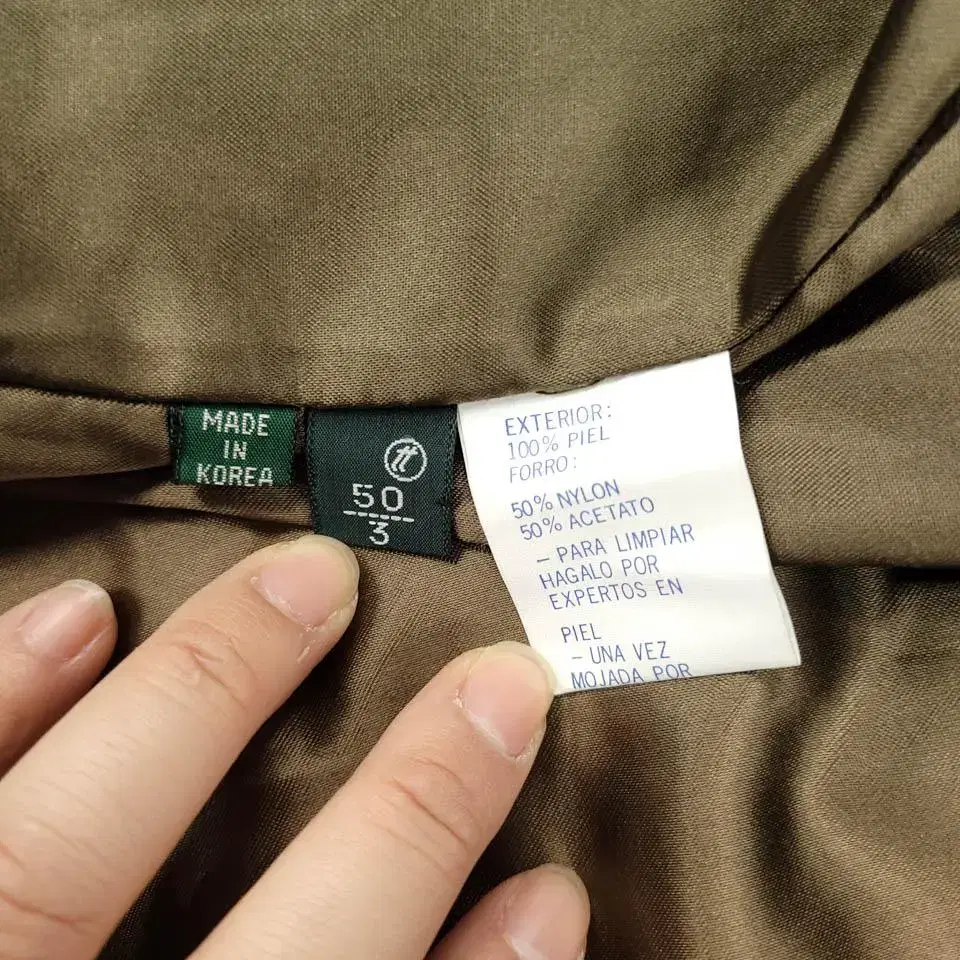 MADE
IN
KOREA
tt
50
3
EXTERIOR:
100% PIEL
FORRO:
50% NYLON
50% ACETATO
- PARA LIMPIAR
HAGALO POR
EXPERTOS EN
PIEL
- UNA VEZ
MOJADA POR